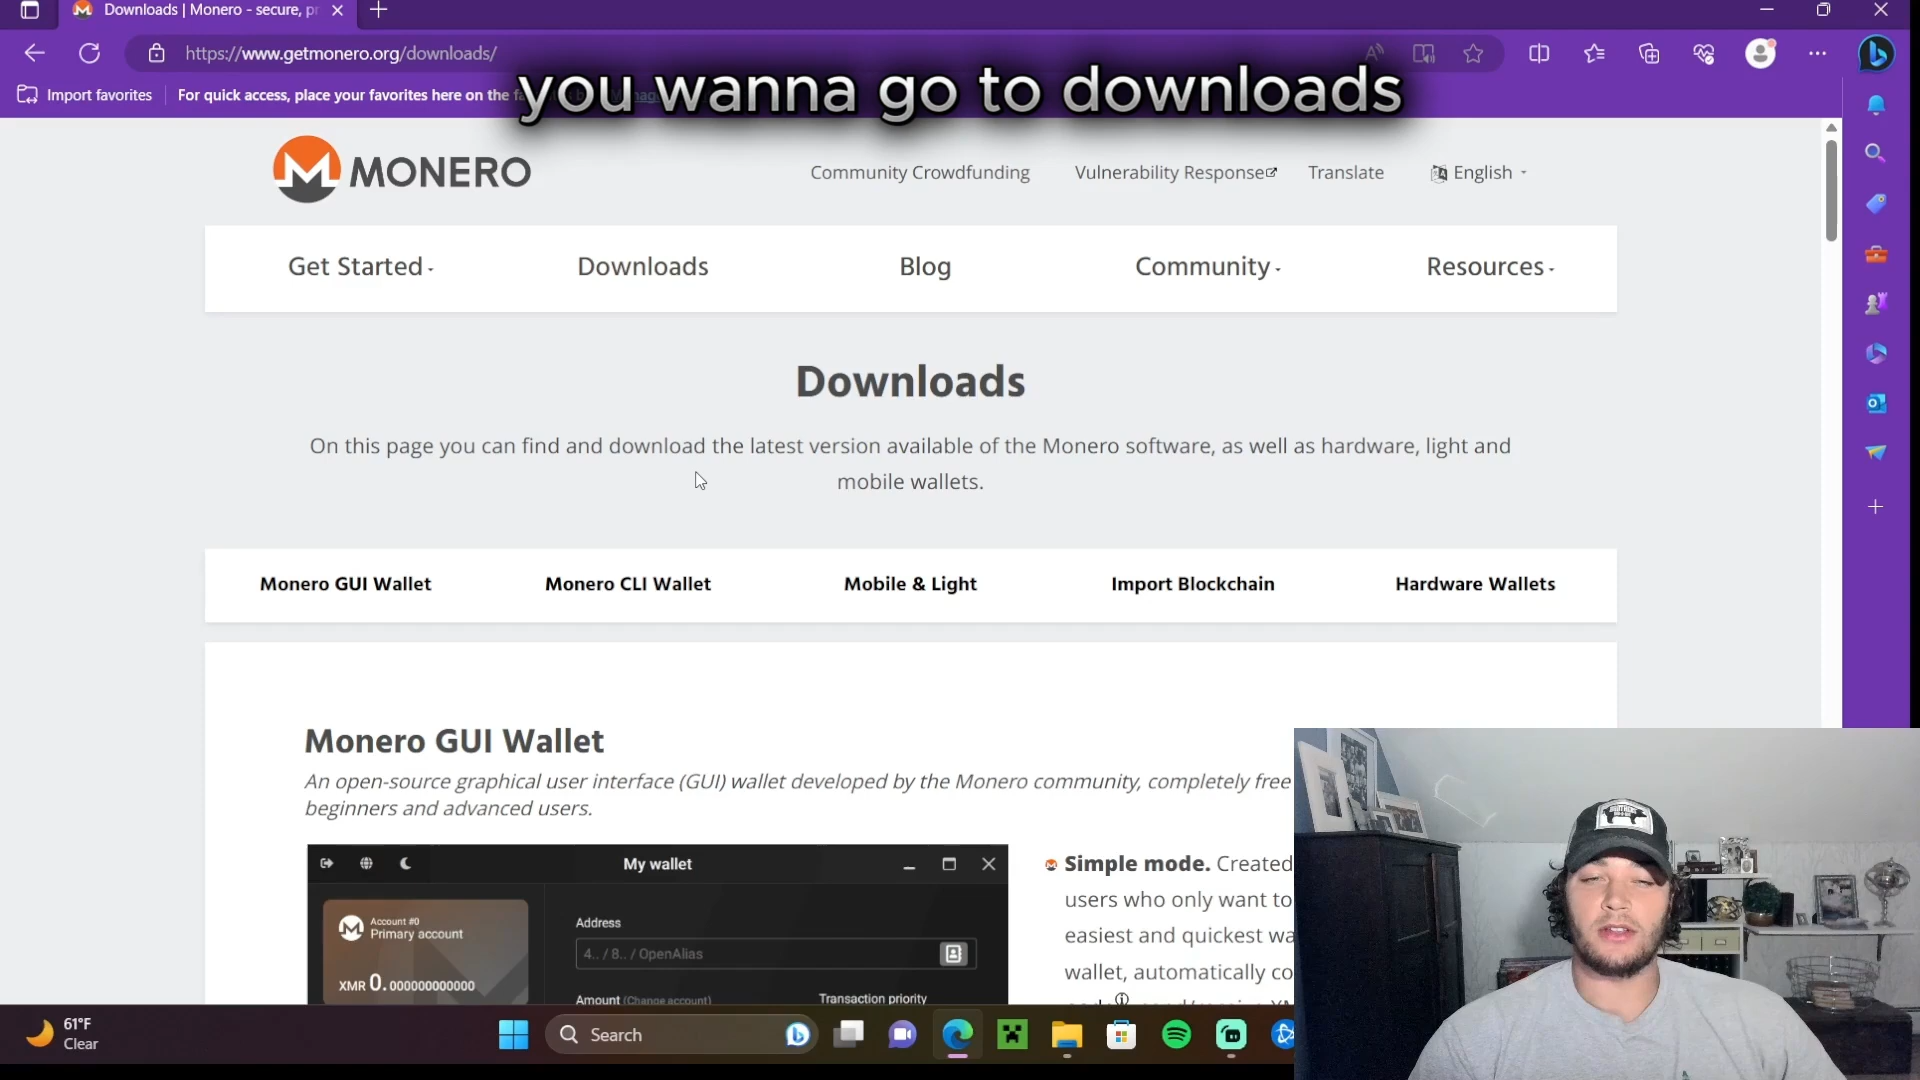 Downloads | Monero - secure, pr
https://www.getmonero.org/downloads/
you wanna go to downloads
Import favorites
For quick access, place your favorites here on the
MONERO
Community Crowdfunding
Vulnerability Response
Translate
English
Get Started
Downloads
Blog
Community
Resources
Downloads
On this page you can find and download the latest version available of the Monero software, as well as hardware, light and
mobile wallets.
Monero GUI Wallet
Monero CLI Wallet
Mobile & Light
Import Blockchain
Hardware Wallets
Monero GUI Wallet
An open-source graphical user interface (GUI) wallet developed by the Monero community, completely free
beginners and advanced users.
My wallet
Account #0
Primary account
XMR 0.000000000000
Address
4.. / 8.. / OpenAlias
Amount (Change account)
Transaction priority
Simple mode. Created
users who only want to
easiest and quickest wa
wallet, automatically co
61°F
Clear
Search